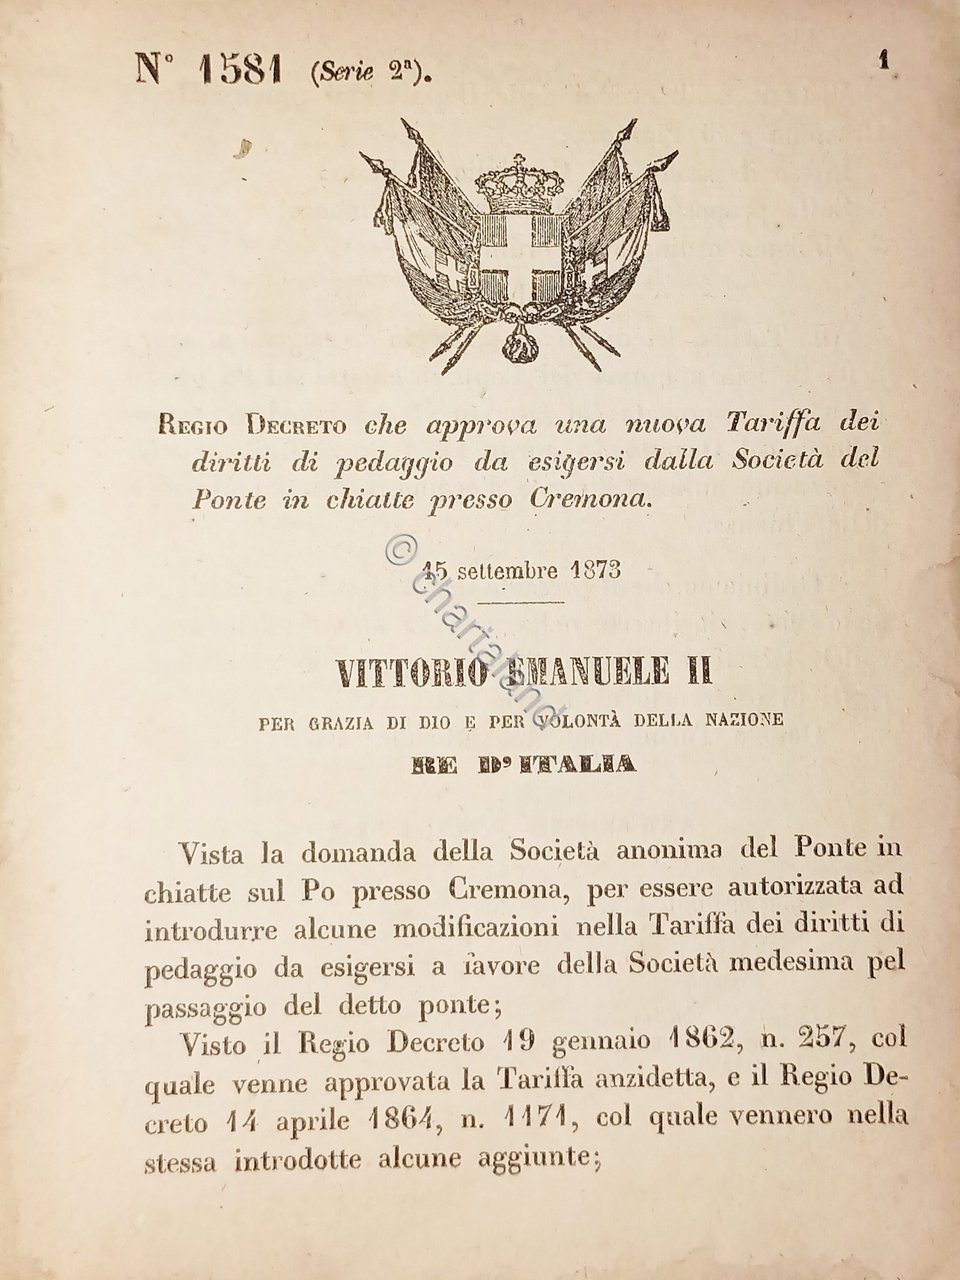 N° 1581 (Serie 2ª).
1
REGIO DECRETO che approva una nuova Tariffa dei
diritti di pedaggio da esigersi dalla Società del
Ponte in chiatte presso Cremona.
15 settembre 1873
© chartaland
VITTORIO EMANUELE II
PER GRAZIA DI DIO E PER VOLONTÀ DELLA NAZIONE
RE D'ITALIA
Vista la domanda della Società anonima del Ponte in
chiatte sul Po presso Cremona, per essere autorizzata ad
introdurre alcune modificazioni nella Tariffa dei diritti di
pedaggio da esigersi a favore della Società medesima pel
passaggio del detto ponte;
Visto il Regio Decreto 19 gennaio 1862, n. 257, col
quale venne approvata la Tariffa anzidetta, e il Regio De-
creto 14 aprile 1864, n. 1171, col quale vennero nella
stessa introdotte alcune aggiunte;